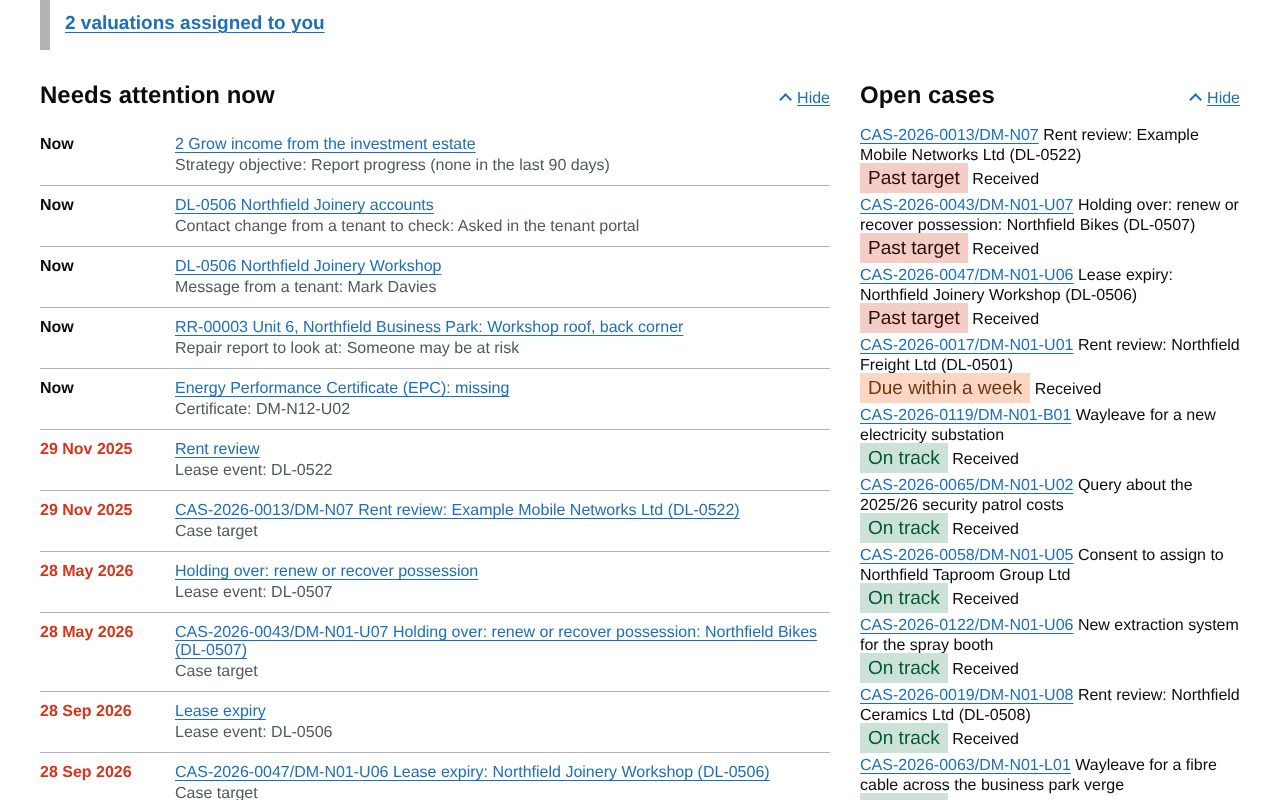 2 valuations assigned to you
Needs attention now
Hide
Now
2 Grow income from the investment estate
Strategy objective: Report progress (none in the last 90 days)
Now
DL-0506 Northfield Joinery accounts
Contact change from a tenant to check: Asked in the tenant portal
Now
DL-0506 Northfield Joinery Workshop
Message from a tenant: Mark Davies
Now
RR-00003 Unit 6, Northfield Business Park: Workshop roof, back corner
Repair report to look at: Someone may be at risk
Now
Energy Performance Certificate (EPC): missing
Certificate: DM-N12-U02
29 Nov 2025
Rent review
Lease event: DL-0522
29 Nov 2025
CAS-2026-0013/DM-N07 Rent review: Example Mobile Networks Ltd (DL-0522)
Case target
28 May 2026
Holding over: renew or recover possession
Lease event: DL-0507
28 May 2026
CAS-2026-0043/DM-N01-U07 Holding over: renew or recover possession: Northfield Bikes
(DL-0507)
Case target
28 Sep 2026
Lease expiry
Lease event: DL-0506
28 Sep 2026
CAS-2026-0047/DM-N01-U06 Lease expiry: Northfield Joinery Workshop (DL-0506)
Case target
Open cases
Hide
CAS-2026-0013/DM-N07 Rent review: Example
Mobile Networks Ltd (DL-0522)
Past target Received
CAS-2026-0043/DM-N01-U07 Holding over: renew or
recover possession: Northfield Bikes (DL-0507)
Past target Received
CAS-2026-0047/DM-N01-U06 Lease expiry:
Northfield Joinery Workshop (DL-0506)
Past target Received
CAS-2026-0017/DM-N01-U01 Rent review: Northfield
Freight Ltd (DL-0501)
Due within a week Received
CAS-2026-0119/DM-N01-B01 Wayleave for a new
electricity substation
On track Received
CAS-2026-0065/DM-N01-U02 Query about the
2025/26 security patrol costs
On track Received
CAS-2026-0058/DM-N01-U05 Consent to assign to
Northfield Taproom Group Ltd
On track Received
CAS-2026-0122/DM-N01-U06 New extraction system
for the spray booth
On track Received
CAS-2026-0019/DM-N01-U08 Rent review: Northfield
Ceramics Ltd (DL-0508)
On track Received
CAS-2026-0063/DM-N01-L01 Wayleave for a fibre
cable across the business park verge